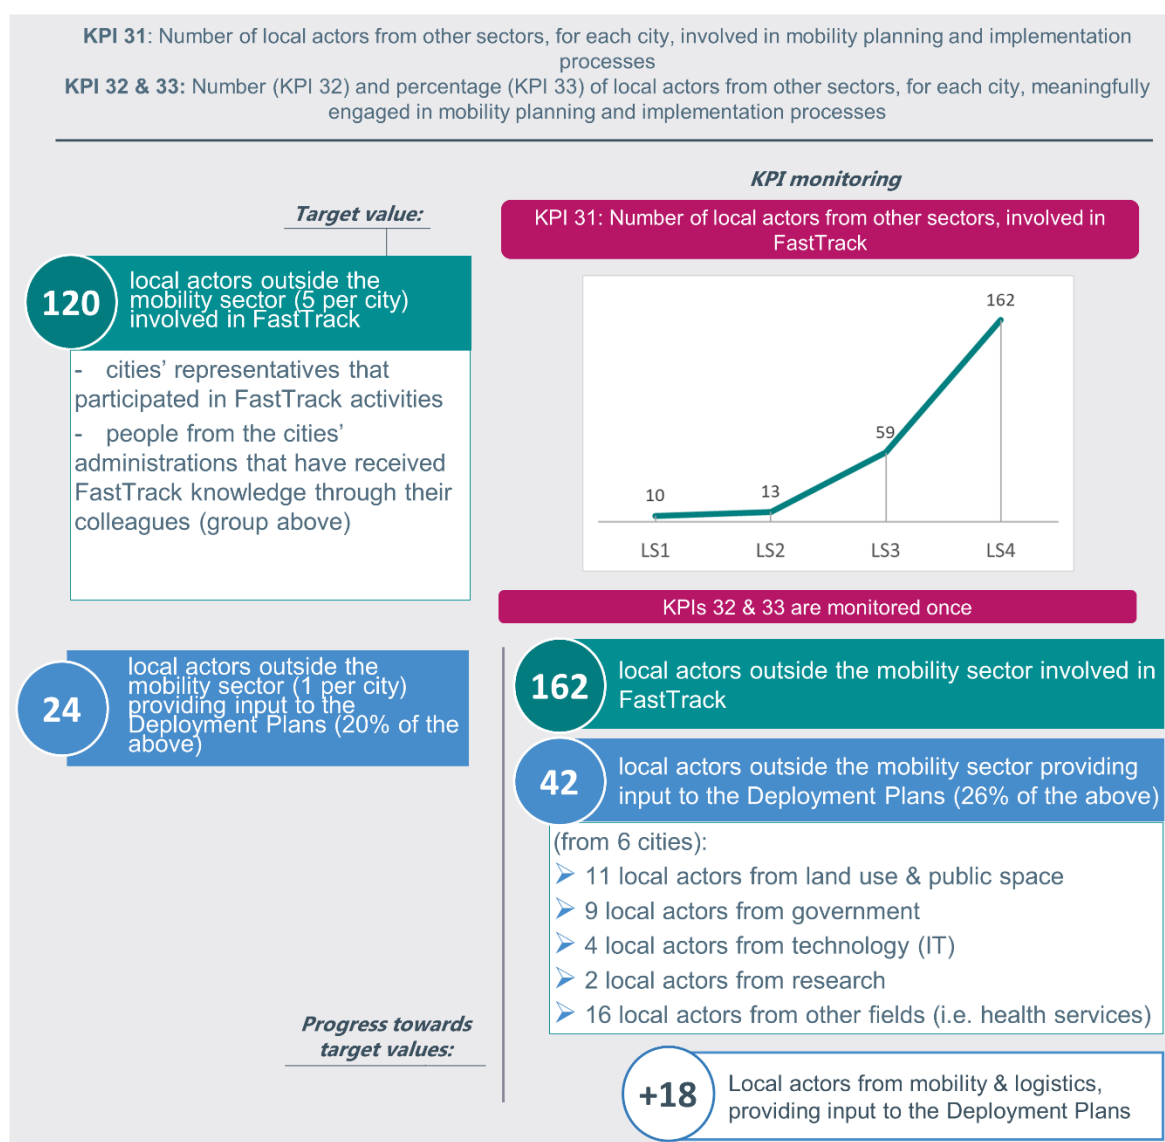 KPI 31: Number of local actors from other sectors, for each city, involved in mobility planning and implementation
processes
KPI 32 & 33: Number (KPI 32) and percentage (KPI 33) of local actors from other sectors, for each city, meaningfully
engaged in mobility planning and implementation processes
Target value:
120
local actors outside the
mobility sector (5 per city)
involved in FastTrack
- cities’ representatives that
participated in FastTrack activities
- people from the cities’
administrations that have received
FastTrack knowledge through their
colleagues (group above)
KPI monitoring
KPI 31: Number of local actors from other sectors, involved in
FastTrack
162
59
13
10
LS1 LS2 LS3 LS4
KPIs 32 & 33 are monitored once
24
local actors outside the
mobility sector (1 per city)
providing input to the
Deployment Plans (20% of the
above)
162
local actors outside the mobility sector involved in
FastTrack
42
local actors outside the mobility sector providing
input to the Deployment Plans (26% of the above)
(from 6 cities):
➢ 11 local actors from land use & public space
➢ 9 local actors from government
➢ 4 local actors from technology (IT)
➢ 2 local actors from research
➢ 16 local actors from other fields (i.e. health services)
Progress towards
target values:
+18
Local actors from mobility & logistics,
providing input to the Deployment Plans